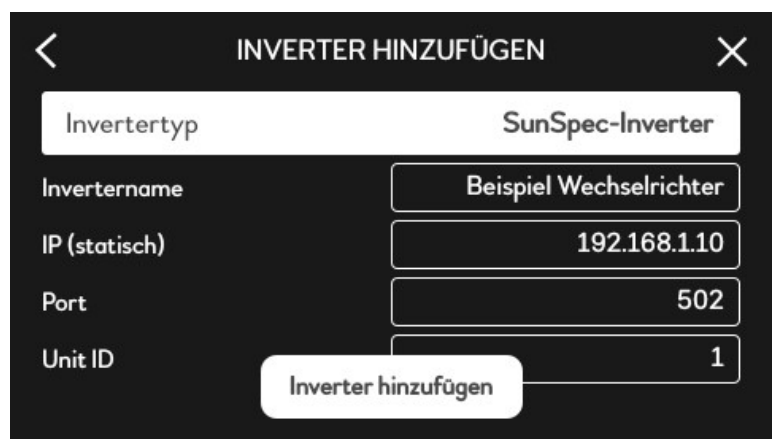 INVERTER HINZUFÜGEN
Invertertyp SunSpec-Inverter
Invertername Beispiel Wechselrichter
IP (statisch) 192.168.1.10
Port 502
Unit ID 1
Inverter hinzufügen